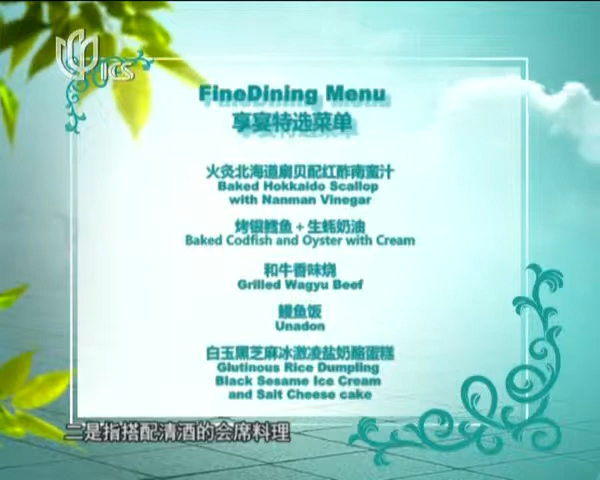 ICS
FineDining Menu
享宴特选菜单
火灸北海道扇贝配红酢南蛮汁
Baked Hokkaido Scallop
with Nanman Vinegar
烤银鳕鱼 + 生蚝奶油
Baked Codfish and Oyster with Cream
和牛香味烧
Grilled Wagyu Beef
鳗鱼饭
Unadon
白玉黑芝麻冰激凌盐奶酪蛋糕
Glutinous Rice Dumpling
Black Sesame Ice Cream
and Salt Cheese cake
二是指搭配清酒的会席料理